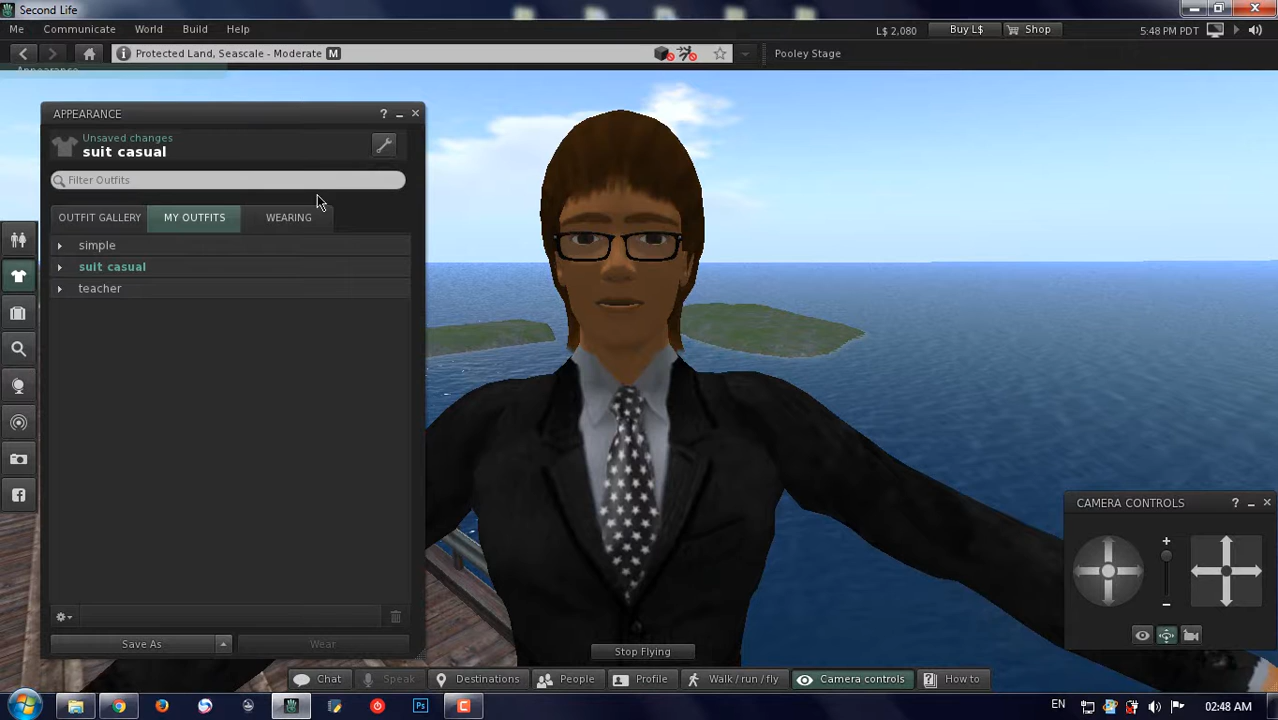 Second Life
Me Communicate World Build Help
L$ 2,080 Buy L$ Shop 5:48 PM PDT
Protected Land, Seascale - Moderate M Pooley Stage
Appearance
APPEARANCE ?
Unsaved changes
suit casual
Filter Outfits
OUTFIT GALLERY MY OUTFITS WEARING
simple
suit casual
teacher
Save As Wear
CAMERA CONTROLS ?
Stop Flying
Chat Speak Destinations People Profile Walk / run / fly Camera controls How to
EN 02:48 AM